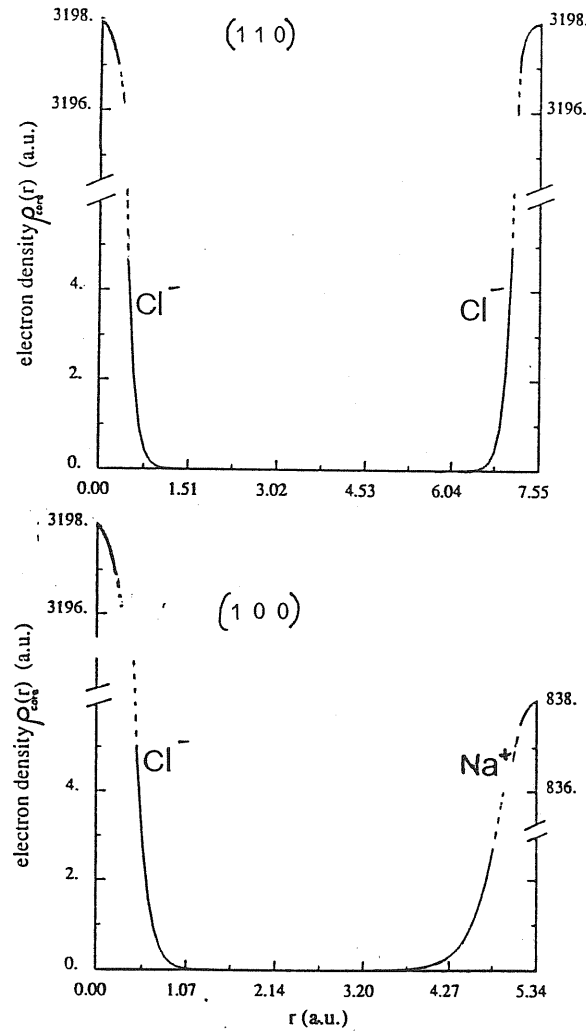 3198.
(1 1 0)
3198.
3196.
3196.
electron density ρcore(r) (a.u.)
4.
Cl⁻
Cl⁻
2.
0.
0.00 1.51 3.02 4.53 6.04 7.55
3198.
3196.
(1 0 0)
electron density ρcore(r) (a.u.)
838.
Cl⁻
Na⁺
4.
836.
2.
0.
0.00 1.07 2.14 3.20 4.27 5.34
r (a.u.)